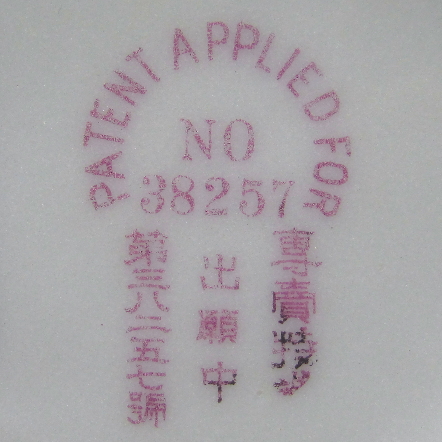 PATENT APPLIED FOR
NO
38257
專賣
出願中
第三八二五七號